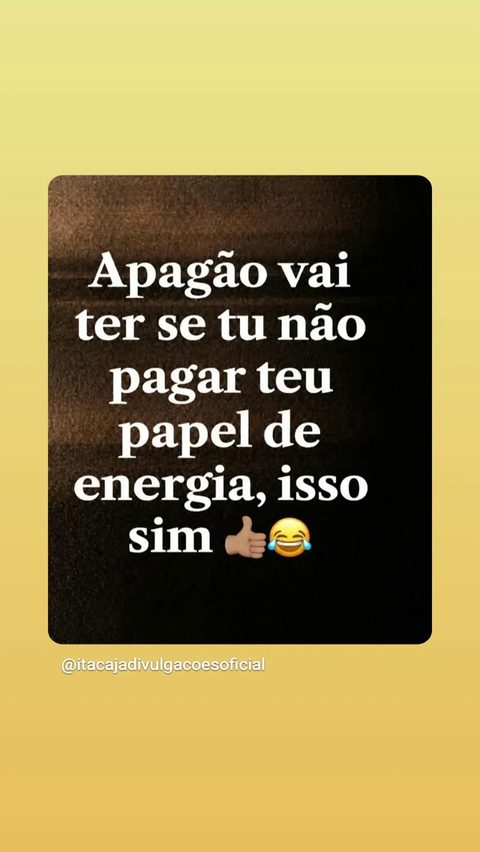 Apagão vai
ter se tu não
pagar teu
papel de
energia, isso
sim 👍🏽😂
@itacajadivulgacoesoficial